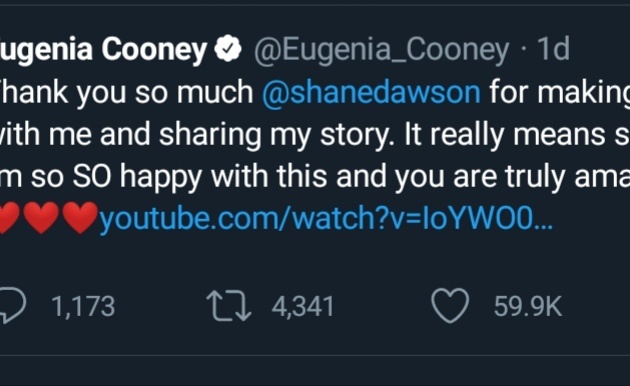 ugenia Cooney @Eugenia_Cooney · 1d
hank you so much @shanedawson for making
with me and sharing my story. It really means s
m so SO happy with this and you are truly ama
❤️❤️❤️youtube.com/watch?v=IoYWO0...
1,173 4,341 59.9K